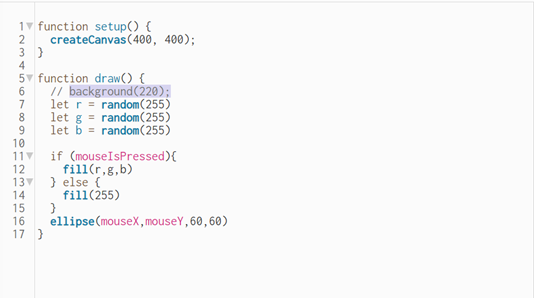 1 function setup() {
2 createCanvas(400, 400);
3 }
4
5 function draw() {
6 // background(220);
7 let r = random(255)
8 let g = random(255)
9 let b = random(255)
10
11 if (mouseIsPressed){
12 fill(r,g,b)
13 } else {
14 fill(255)
15 }
16 ellipse(mouseX,mouseY,60,60)
17 }